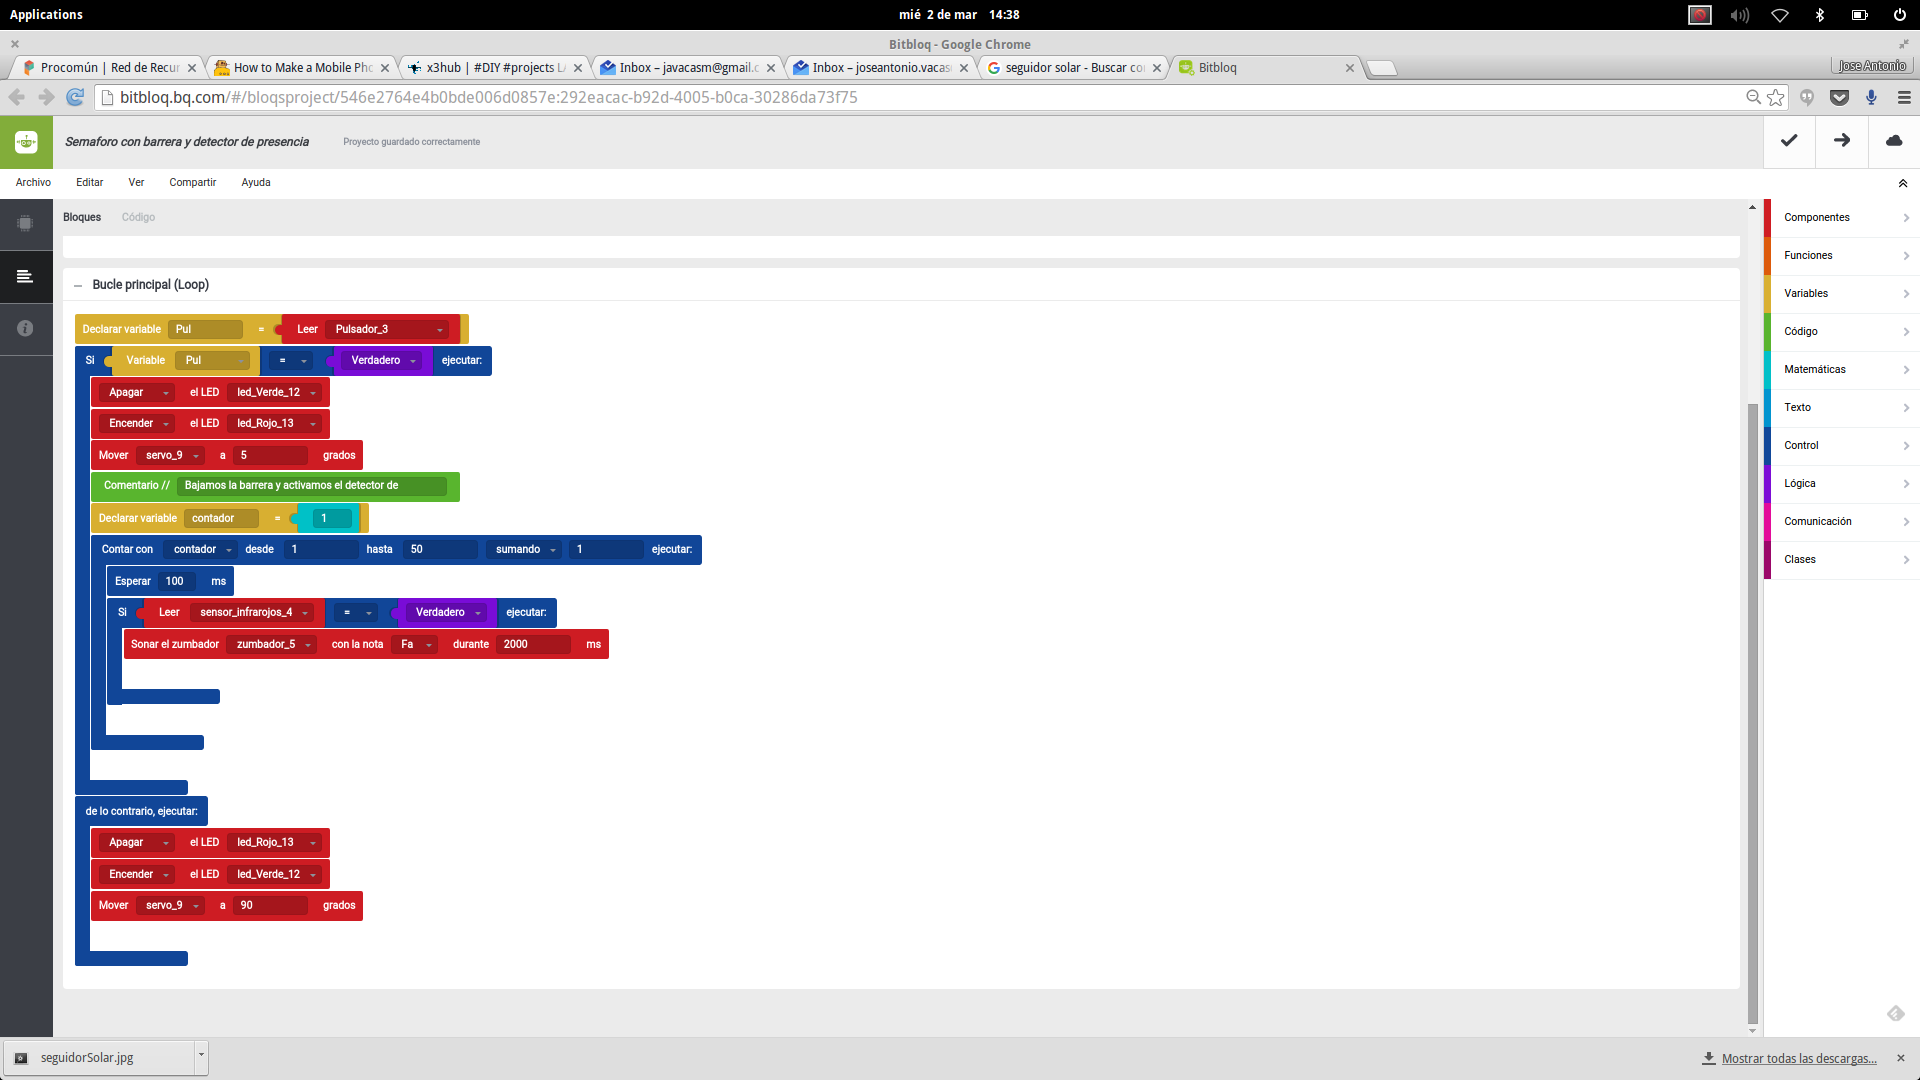 Applications
mié 2 de mar 14:38
Bitbloq - Google Chrome
Procomún | Red de Recur
How to Make a Mobile Pho
x3hub | #DIY #projects LA
Inbox – javacasm@gmail.c
Inbox – joseantonio.vacas
seguidor solar - Buscar co
Bitbloq
Jose Antonio
bitbloq.bq.com/#/bloqsproject/546e2764e4b0bde006d0857e:292eacac-b92d-4005-b0ca-30286da73f75
Semaforo con barrera y detector de presencia
Proyecto guardado correctamente
Archivo Editar Ver Compartir Ayuda
Bloques Código
Bucle principal (Loop)
Declarar variable Pul = Leer Pulsador_3
Si Variable Pul = Verdadero ejecutar:
Apagar el LED led_Verde_12
Encender el LED led_Rojo_13
Mover servo_9 a 5 grados
Comentario // Bajamos la barrera y activamos el detector de
Declarar variable contador = 1
Contar con contador desde 1 hasta 50 sumando 1 ejecutar:
Esperar 100 ms
Si Leer sensor_infrarojos_4 = Verdadero ejecutar:
Sonar el zumbador zumbador_5 con la nota Fa durante 2000 ms
de lo contrario, ejecutar:
Apagar el LED led_Rojo_13
Encender el LED led_Verde_12
Mover servo_9 a 90 grados
Componentes
Funciones
Variables
Código
Matemáticas
Texto
Control
Lógica
Comunicación
Clases
seguidorSolar.jpg
Mostrar todas las descargas...